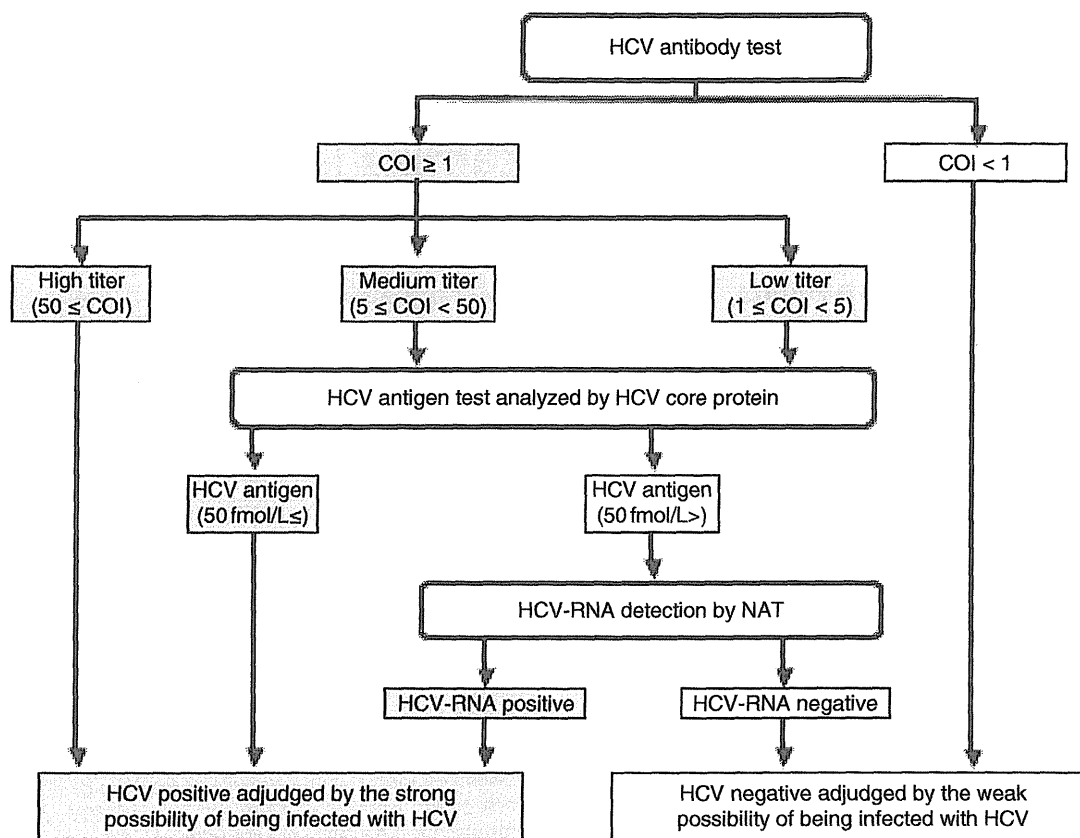 HCV antibody test
COI ≥ 1
COI < 1
High titer
(50 ≤ COI)
Medium titer
(5 ≤ COI < 50)
Low titer
(1 ≤ COI < 5)
HCV antigen test analyzed by HCV core protein
HCV antigen
(50 fmol/L≤)
HCV antigen
(50 fmol/L>)
HCV-RNA detection by NAT
HCV-RNA positive
HCV-RNA negative
HCV positive adjudged by the strong
possibility of being infected with HCV
HCV negative adjudged by the weak
possibility of being infected with HCV